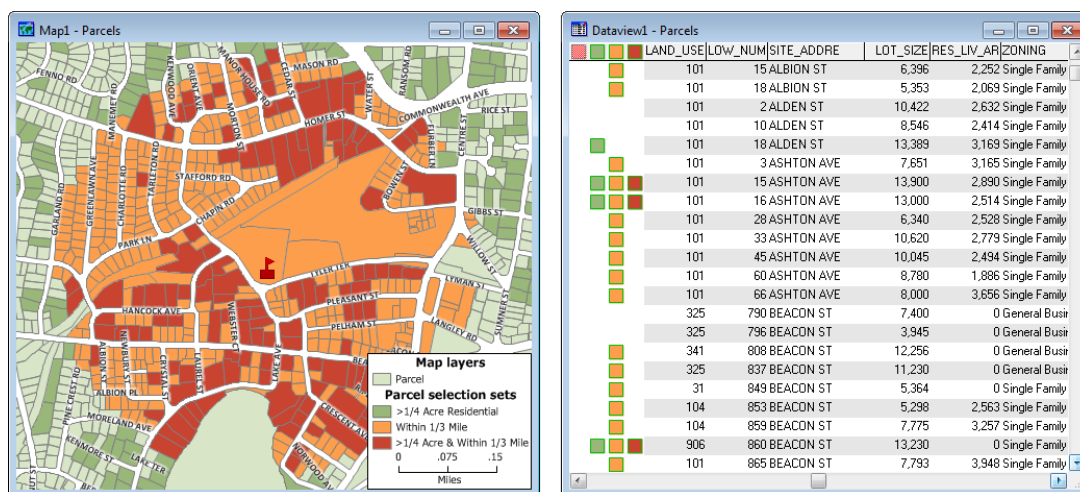 Map1 - Parcels
FENNO RD
MANEMET RD
KENWOOD AVE
ORIENT AVE
MANOR HOUSE RD
CEDAR ST
MASON RD
WATER ST
RANSOM RD
COMMONWEALTH AVE
RICE ST
MORTON ST
HOMER ST
FURBER LN
CENTRE ST
GARLAND RD
GREENLAWN AVE
CHARLOTTE RD
TARLETON RD
STAFFORD RD
BOWEN ST
CHAPIN RD
GIBBS ST
PARK LN
WILLOW ST
TYLER TER
LYMAN ST
SUMNER ST
HANCOCK AVE
WEBSTER CT
PLEASANT ST
PELHAM ST
LANGLEY RD
ALBION ST
NEWBURY ST
CRYSTAL ST
LAUREL ST
LAKE AVE
ALBION PL
PINE CREST RD
MORELAND AVE
KENMORE ST
LAKE TER
CRESCENT AVE
NORWOOD AVE
Map layers
Parcel
Parcel selection sets
>1/4 Acre Residential
Within 1/3 Mile
>1/4 Acre & Within 1/3 Mile
0 .075 .15
Miles
Dataview1 - Parcels
LAND_USE LOW_NUM SITE_ADDRE LOT_SIZE RES_LIV_AR ZONING
101 15 ALBION ST 6,396 2,252 Single Family
101 18 ALBION ST 5,353 2,069 Single Family
101 2 ALDEN ST 10,422 2,632 Single Family
101 10 ALDEN ST 8,546 2,414 Single Family
101 18 ALDEN ST 13,389 3,169 Single Family
101 3 ASHTON AVE 7,651 3,165 Single Family
101 15 ASHTON AVE 13,900 2,890 Single Family
101 16 ASHTON AVE 13,000 2,514 Single Family
101 28 ASHTON AVE 6,340 2,528 Single Family
101 33 ASHTON AVE 10,620 2,779 Single Family
101 45 ASHTON AVE 10,045 2,494 Single Family
101 60 ASHTON AVE 8,780 1,886 Single Family
101 66 ASHTON AVE 8,000 3,656 Single Family
325 790 BEACON ST 7,400 0 General Busir
325 796 BEACON ST 3,945 0 General Busir
341 808 BEACON ST 12,256 0 General Busir
325 837 BEACON ST 11,230 0 General Busir
31 849 BEACON ST 5,364 0 Single Family
104 853 BEACON ST 5,298 2,563 Single Family
104 859 BEACON ST 7,775 3,257 Single Family
906 860 BEACON ST 13,230 0 Single Family
101 865 BEACON ST 7,793 3,948 Single Family